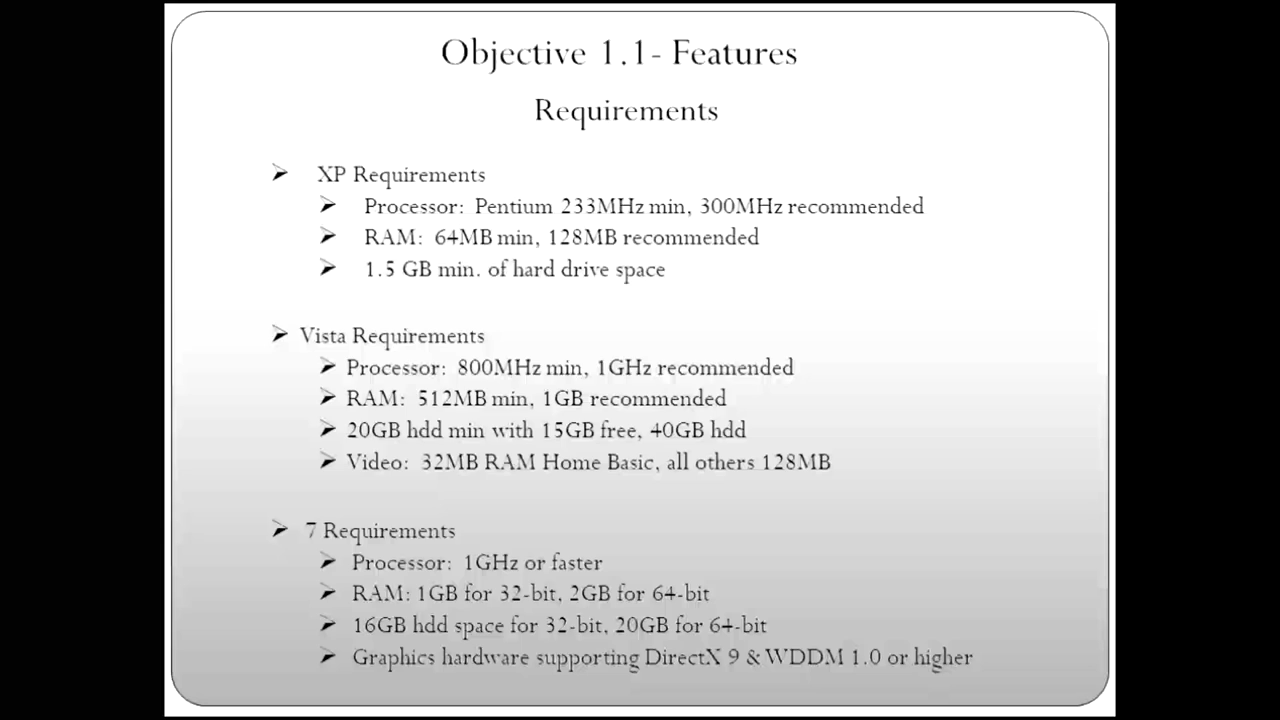 Objective 1.1- Features
Requirements
XP Requirements
Processor: Pentium 233MHz min, 300MHz recommended
RAM: 64MB min, 128MB recommended
1.5 GB min. of hard drive space
Vista Requirements
Processor: 800MHz min, 1GHz recommended
RAM: 512MB min, 1GB recommended
20GB hdd min with 15GB free, 40GB hdd
Video: 32MB RAM Home Basic, all others 128MB
7 Requirements
Processor: 1GHz or faster
RAM: 1GB for 32-bit, 2GB for 64-bit
16GB hdd space for 32-bit, 20GB for 64-bit
Graphics hardware supporting DirectX 9 & WDDM 1.0 or higher